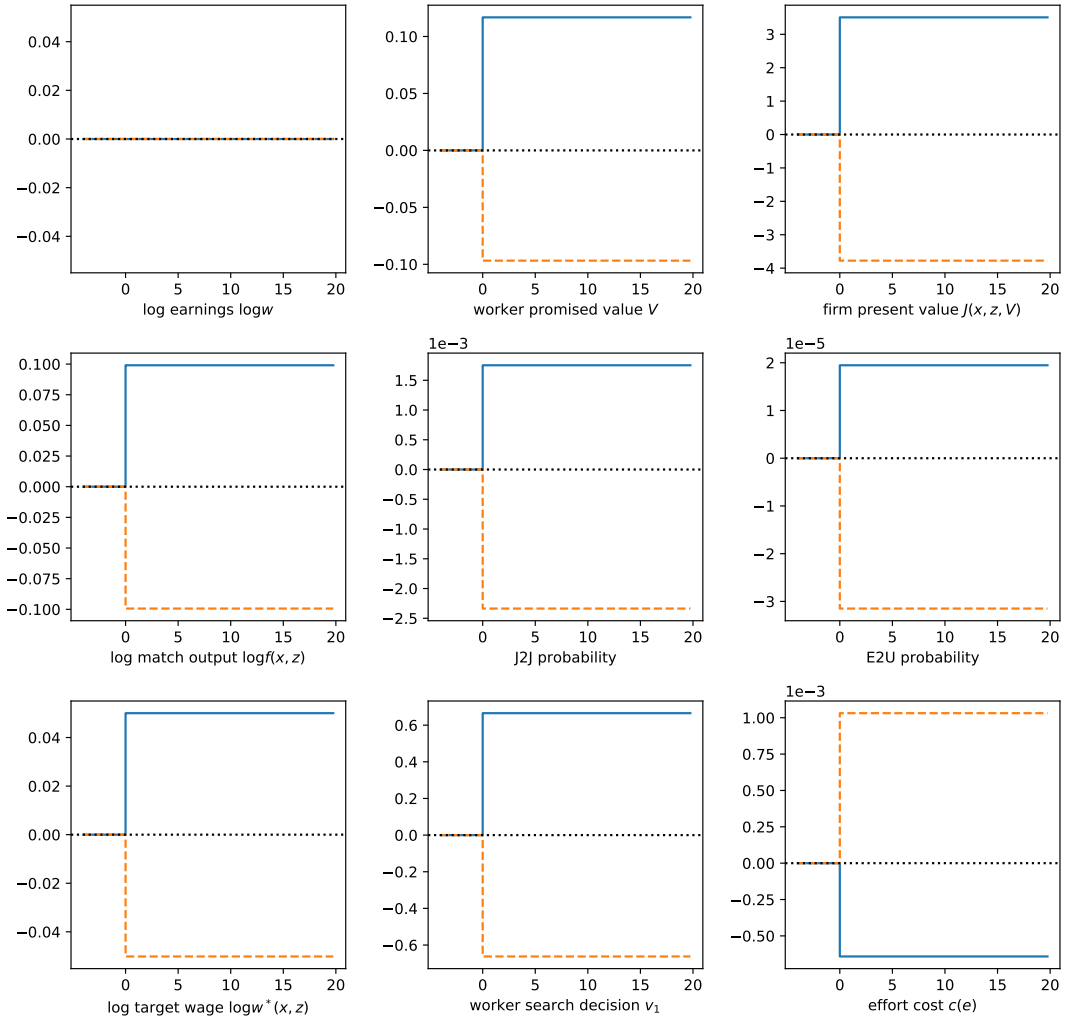 0.04
0.02
0.00
−0.02
−0.04
0 5 10 15 20
log earnings logw
0.10
0.05
0.00
−0.05
−0.10
0 5 10 15 20
worker promised value V
3
2
1
0
−1
−2
−3
−4
0 5 10 15 20
firm present value J(x, z, V)
0.100
0.075
0.050
0.025
0.000
−0.025
−0.050
−0.075
−0.100
0 5 10 15 20
log match output logf(x, z)
1e−3
1.5
1.0
0.5
0.0
−0.5
−1.0
−1.5
−2.0
−2.5
0 5 10 15 20
J2J probability
1e−5
2
1
0
−1
−2
−3
0 5 10 15 20
E2U probability
0.04
0.02
0.00
−0.02
−0.04
0 5 10 15 20
log target wage logw*(x, z)
0.6
0.4
0.2
0.0
−0.2
−0.4
−0.6
0 5 10 15 20
worker search decision v₁
1e−3
1.00
0.75
0.50
0.25
0.00
−0.25
−0.50
0 5 10 15 20
effort cost c(e)